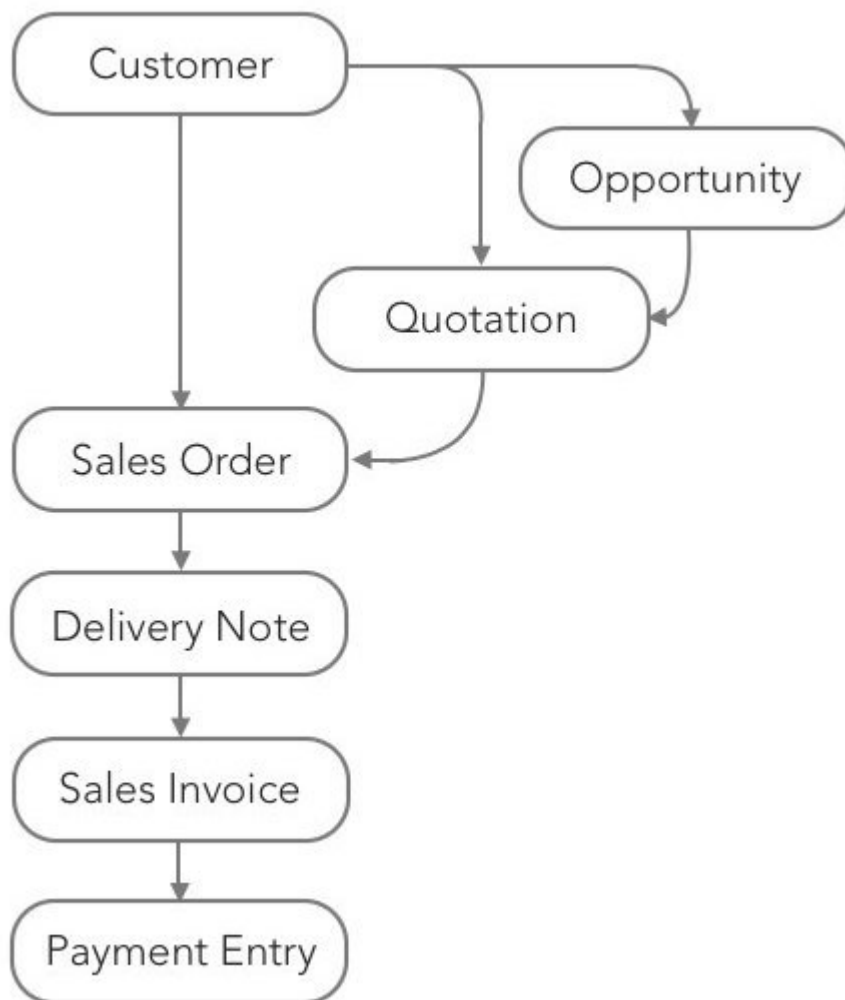 Customer
Opportunity
Quotation
Sales Order
Delivery Note
Sales Invoice
Payment Entry